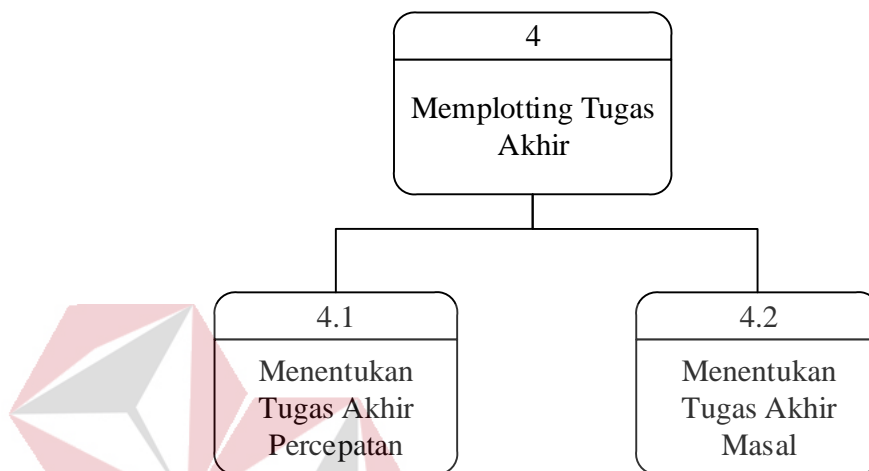 4
Memplotting Tugas
Akhir
4.1
Menentukan
Tugas Akhir
Percepatan
4.2
Menentukan
Tugas Akhir
Masal